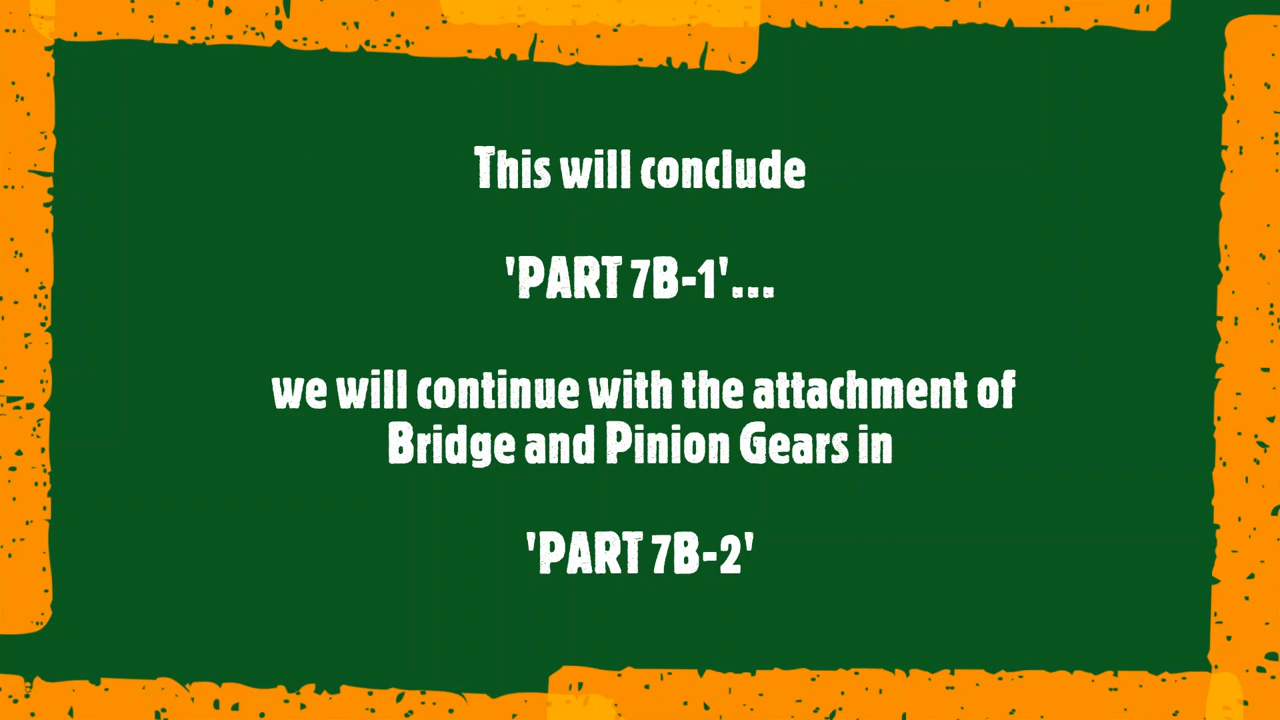 This will conclude
'PART 7B-1'...
we will continue with the attachment of
Bridge and Pinion Gears in
'PART 7B-2'